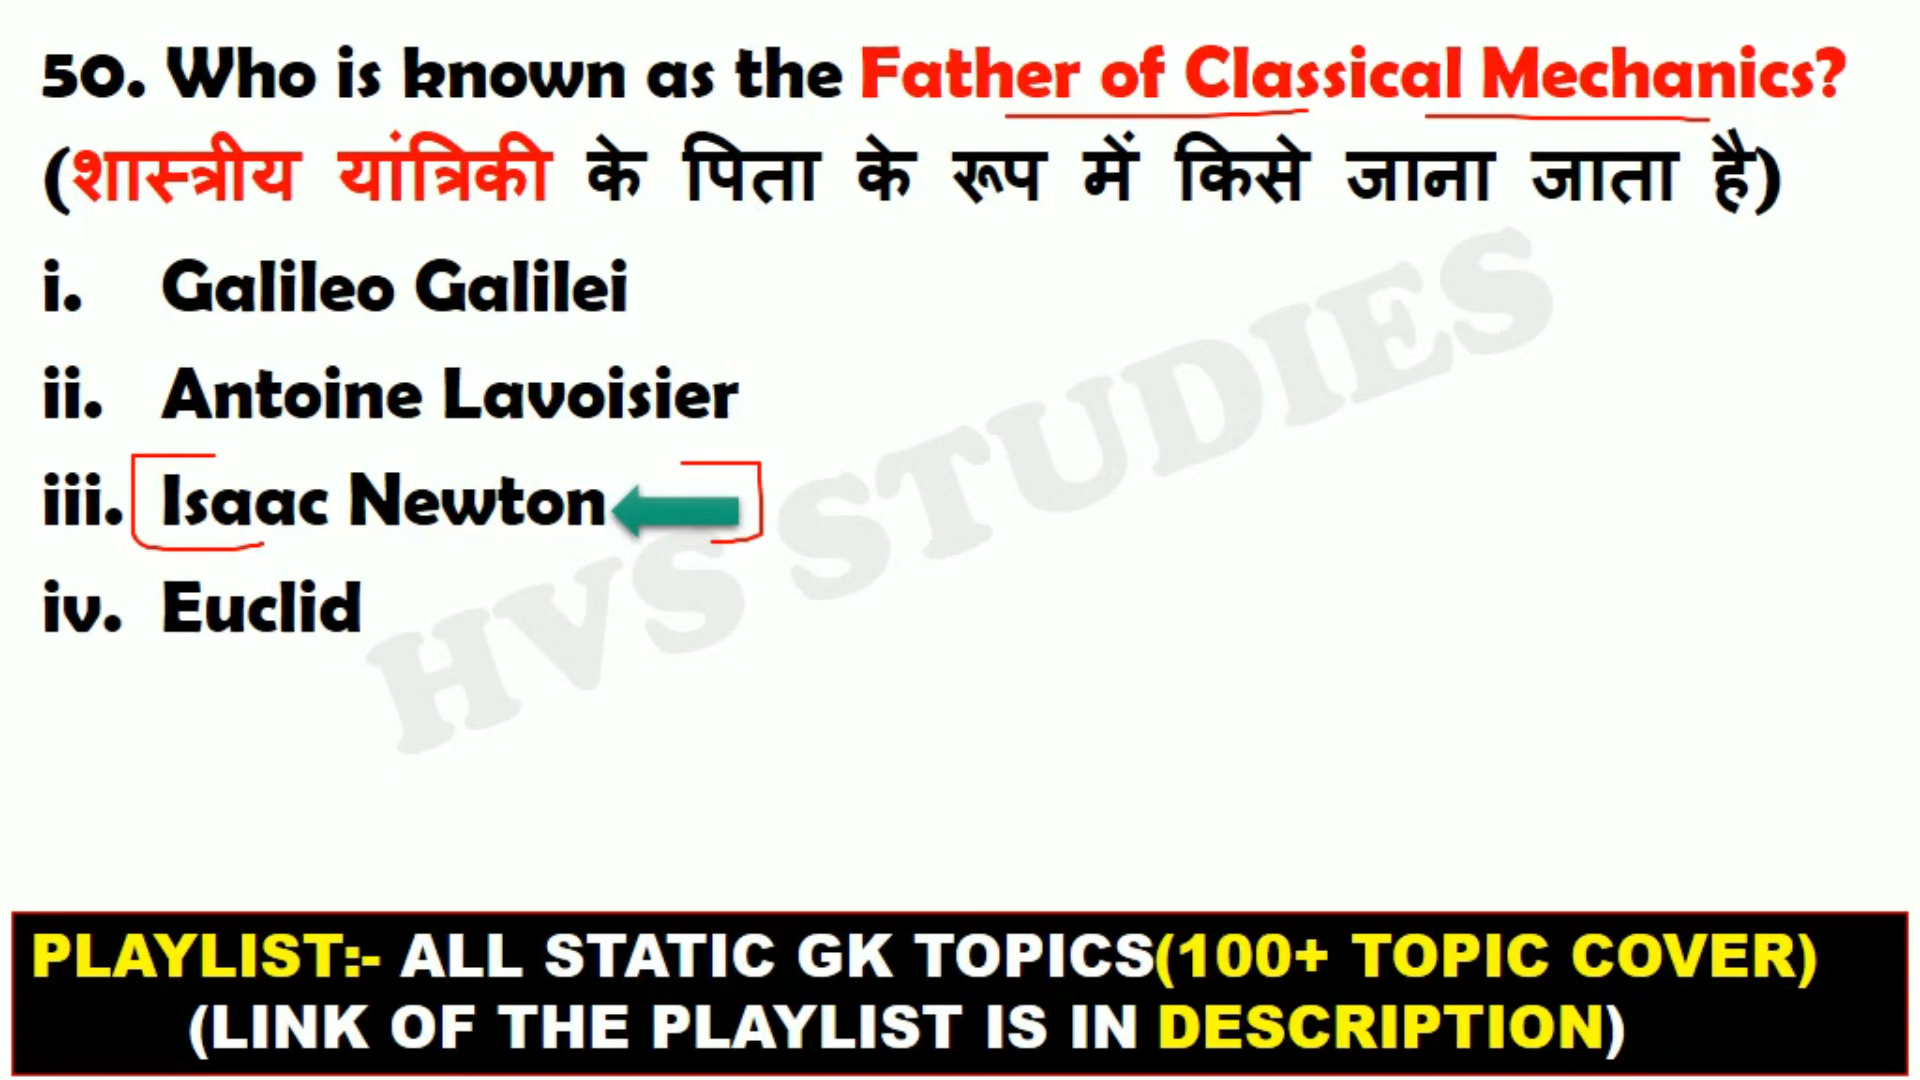 50. Who is known as the Father of Classical Mechanics?
(शास्त्रीय यांत्रिकी के पिता के रूप में किसे जाना जाता है)
i. Galileo Galilei
ii. Antoine Lavoisier
iii. Isaac Newton
iv. Euclid
HVS STUDIES
PLAYLIST:- ALL STATIC GK TOPICS(100+ TOPIC COVER)
(LINK OF THE PLAYLIST IS IN DESCRIPTION)